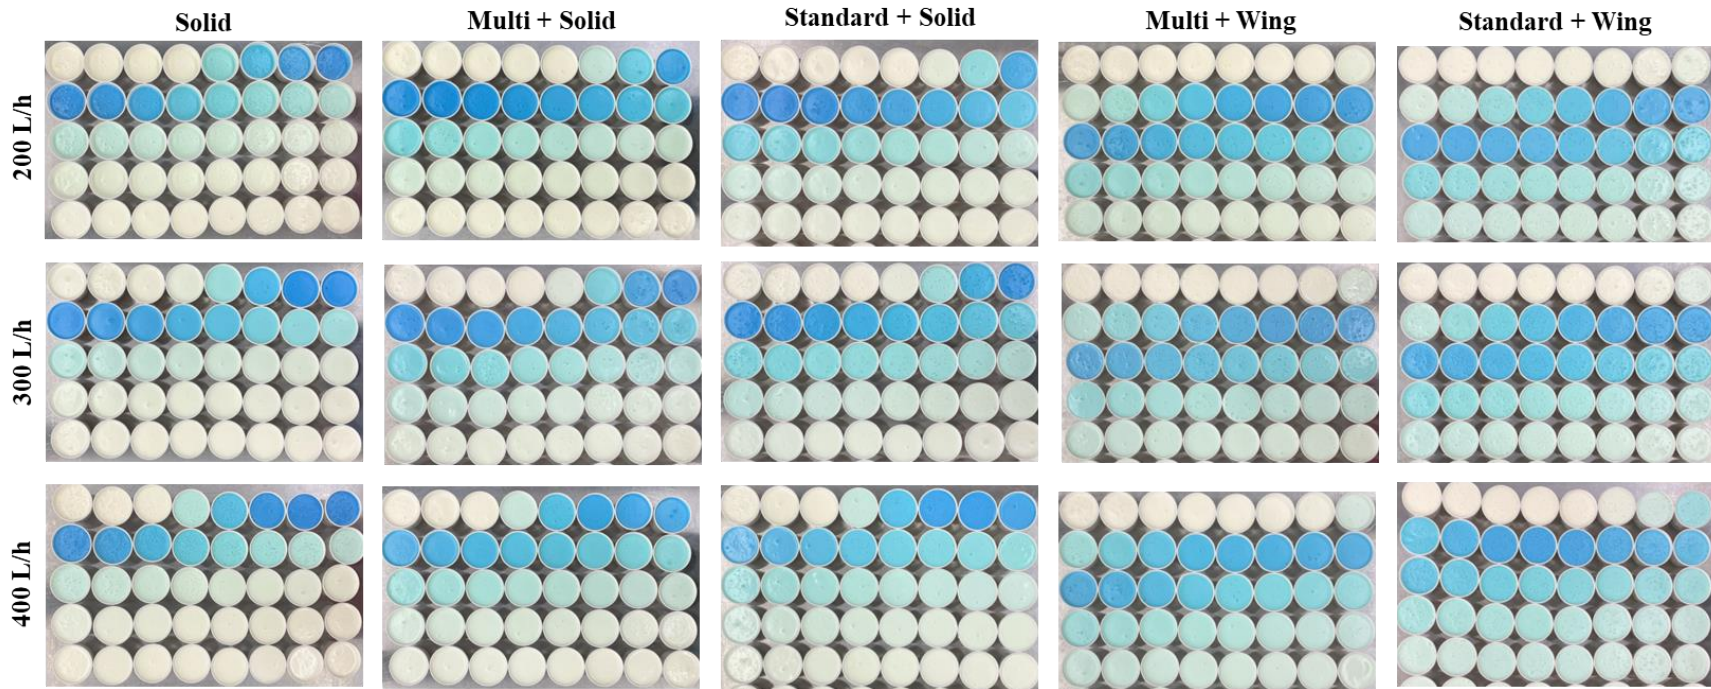 Solid
Multi + Solid
Standard + Solid
Multi + Wing
Standard + Wing
200 L/h
300 L/h
400 L/h